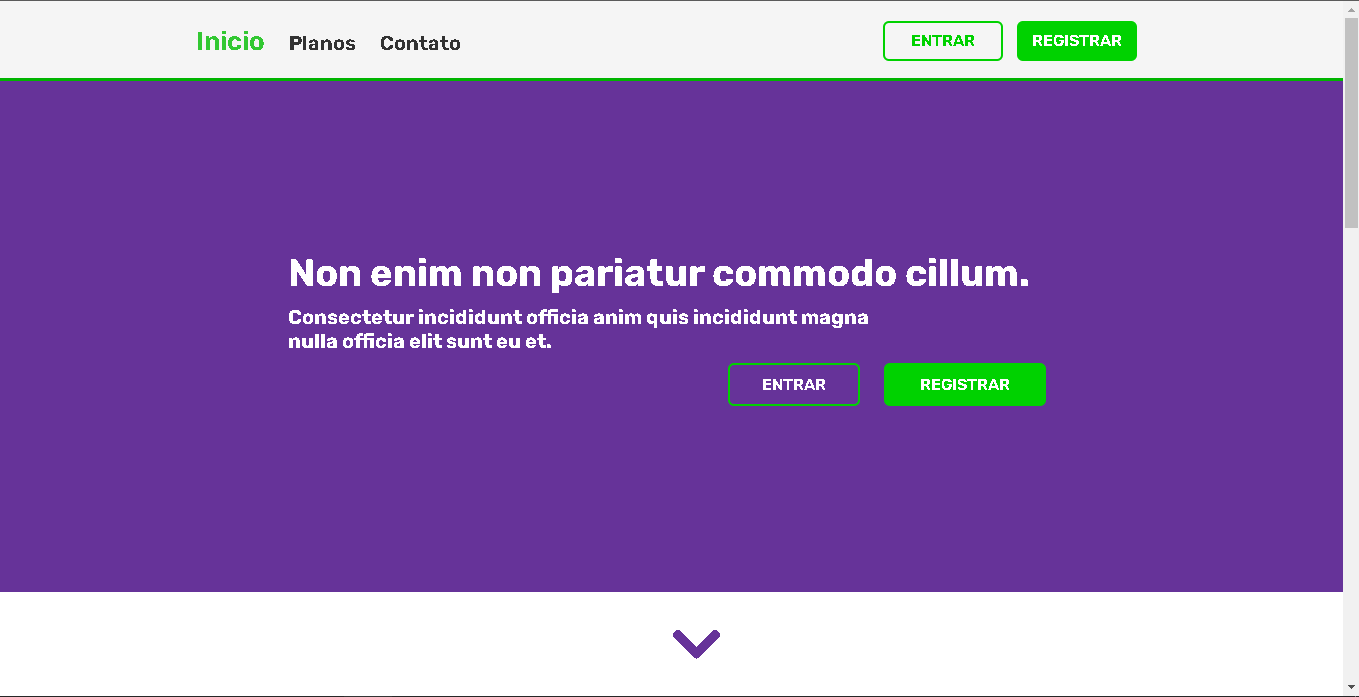 Inicio Planos Contato ENTRAR REGISTRAR
Non enim non pariatur commodo cillum.
Consectetur incididunt officia anim quis incididunt magna
nulla officia elit sunt eu et.
ENTRAR REGISTRAR